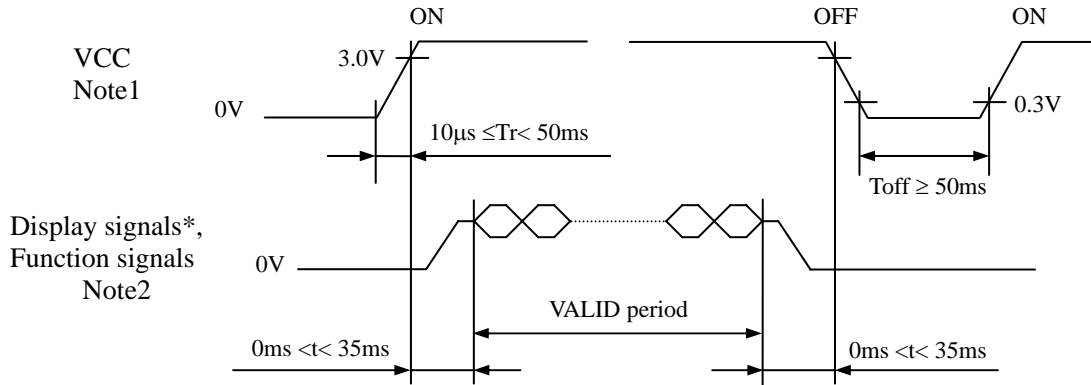 ON
OFF
ON
VCC
Note1
3.0V
0V
0.3V
10μs ≤Tr< 50ms
Toff ≥ 50ms
Display signals*,
Function signals
Note2
0V
VALID period
0ms <t< 35ms
0ms <t< 35ms